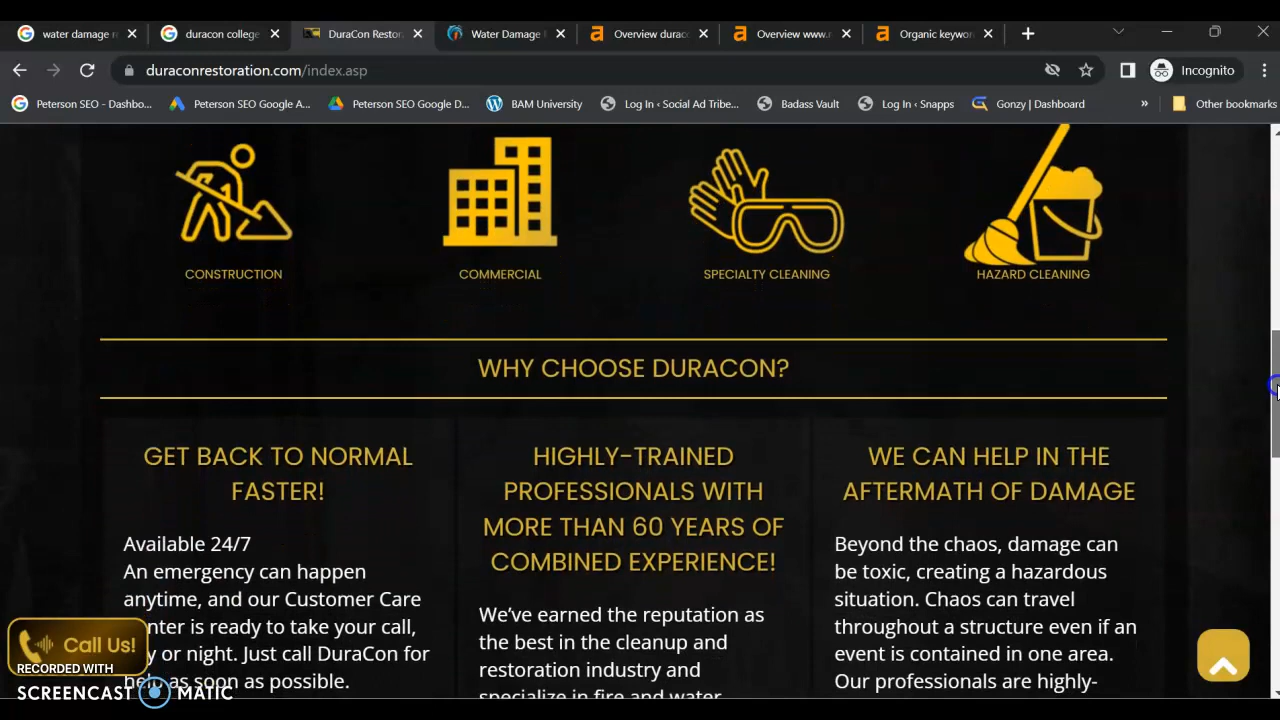 water damage r
duracon college
DuraCon Restor
Water Damage
Overview durac
Overview www.r
Organic keywo
duraconrestoration.com/index.asp
Incognito
Peterson SEO - Dashbo...
Peterson SEO Google A...
Peterson SEO Google D...
BAM University
Log In ‹ Social Ad Tribe...
Badass Vault
Log In ‹ Snapps
Gonzy | Dashboard
»
Other bookmarks
CONSTRUCTION
COMMERCIAL
SPECIALTY CLEANING
HAZARD CLEANING
WHY CHOOSE DURACON?
GET BACK TO NORMAL
FASTER!
Available 24/7
An emergency can happen
anytime, and our Customer Care
nter is ready to take your call,
y or night. Just call DuraCon for
help as soon as possible.
HIGHLY-TRAINED
PROFESSIONALS WITH
MORE THAN 60 YEARS OF
COMBINED EXPERIENCE!
We've earned the reputation as
the best in the cleanup and
restoration industry and
specialize in fire and water
WE CAN HELP IN THE
AFTERMATH OF DAMAGE
Beyond the chaos, damage can
be toxic, creating a hazardous
situation. Chaos can travel
throughout a structure even if an
event is contained in one area.
Our professionals are highly-
Call Us!
RECORDED WITH
SCREENCAST MATIC